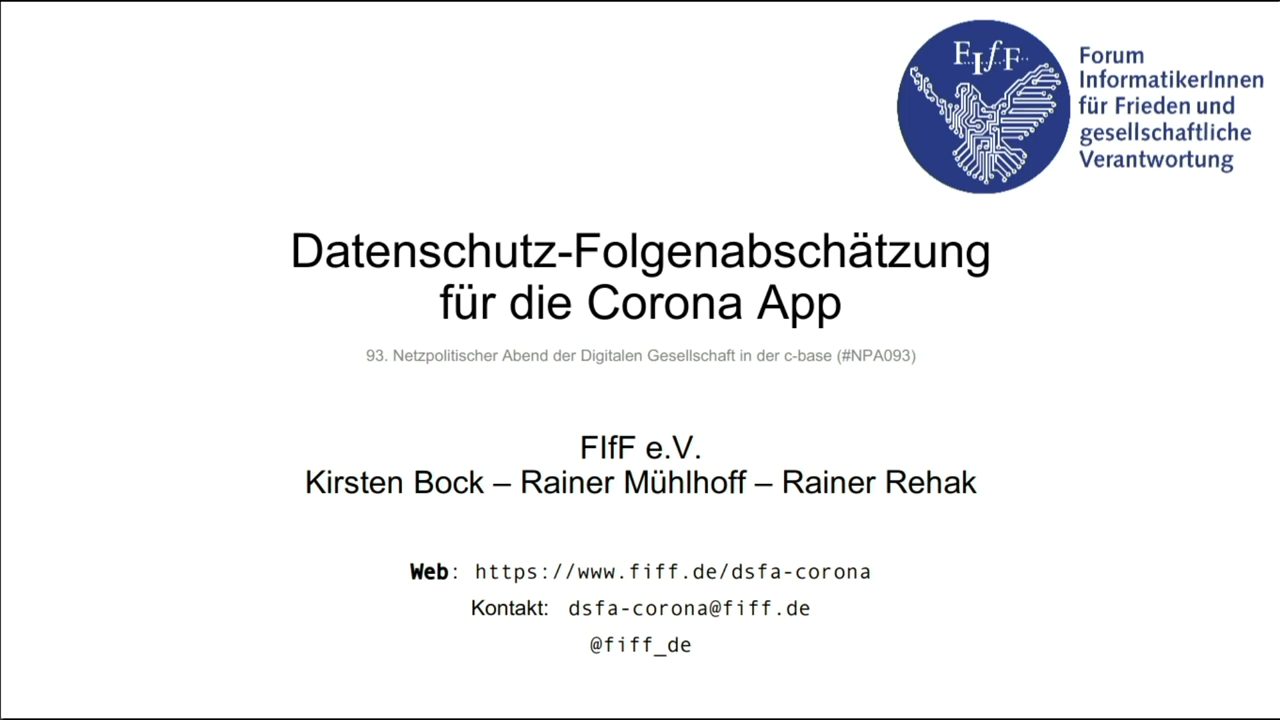 FIfF
Forum
InformatikerInnen
für Frieden und
gesellschaftliche
Verantwortung
Datenschutz-Folgenabschätzung
für die Corona App
93. Netzpolitischer Abend der Digitalen Gesellschaft in der c-base (#NPA093)
FIfF e.V.
Kirsten Bock – Rainer Mühlhoff – Rainer Rehak
Web: https://www.fiff.de/dsfa-corona
Kontakt: dsfa-corona@fiff.de
@fiff_de